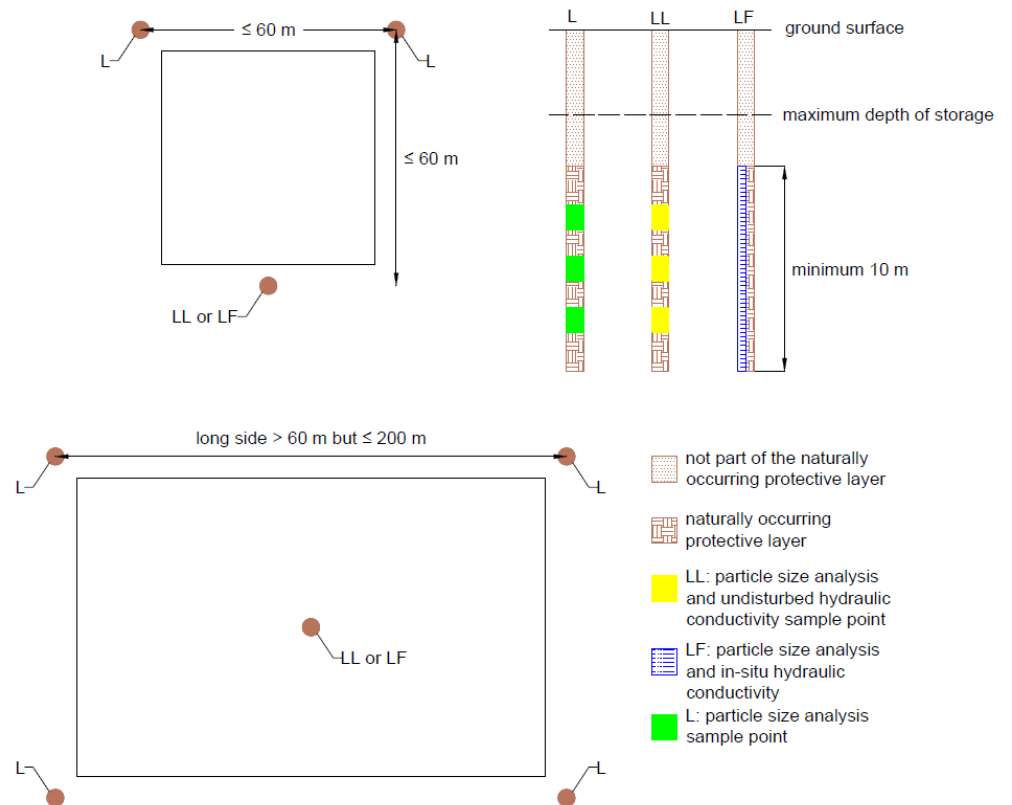 ≤ 60 m
L
L
≤ 60 m
LL or LF
L
LL
LF
ground surface
maximum depth of storage
minimum 10 m
long side > 60 m but ≤ 200 m
L
L
LL or LF
L
L
not part of the naturally
occurring protective layer
naturally occurring
protective layer
LL: particle size analysis
and undisturbed hydraulic
conductivity sample point
LF: particle size analysis
and in-situ hydraulic
conductivity
L: particle size analysis
sample point